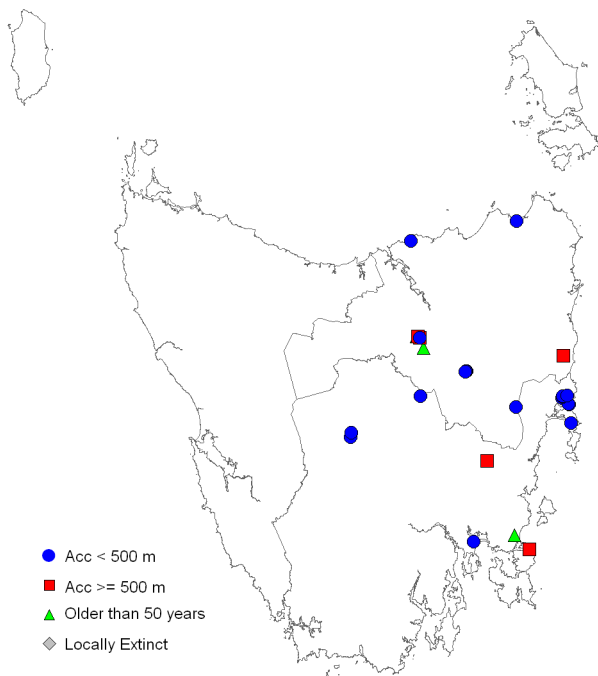 Acc < 500 m
Acc >= 500 m
Older than 50 years
Locally Extinct